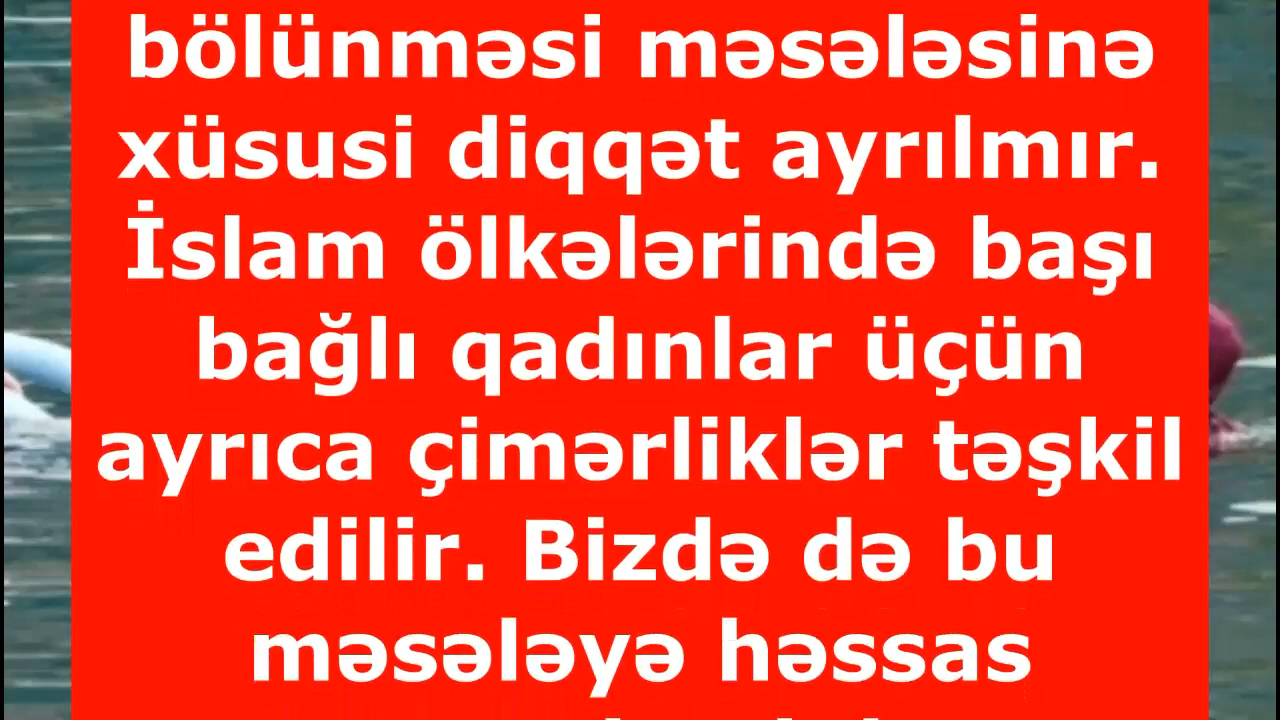 bölünməsi məsələsinə
xüsusi diqqət ayrılmır.
İslam ölkələrində başı
bağlı qadınlar üçün
ayrıca çimərliklər təşkil
edilir. Bizdə də bu
məsələyə həssas